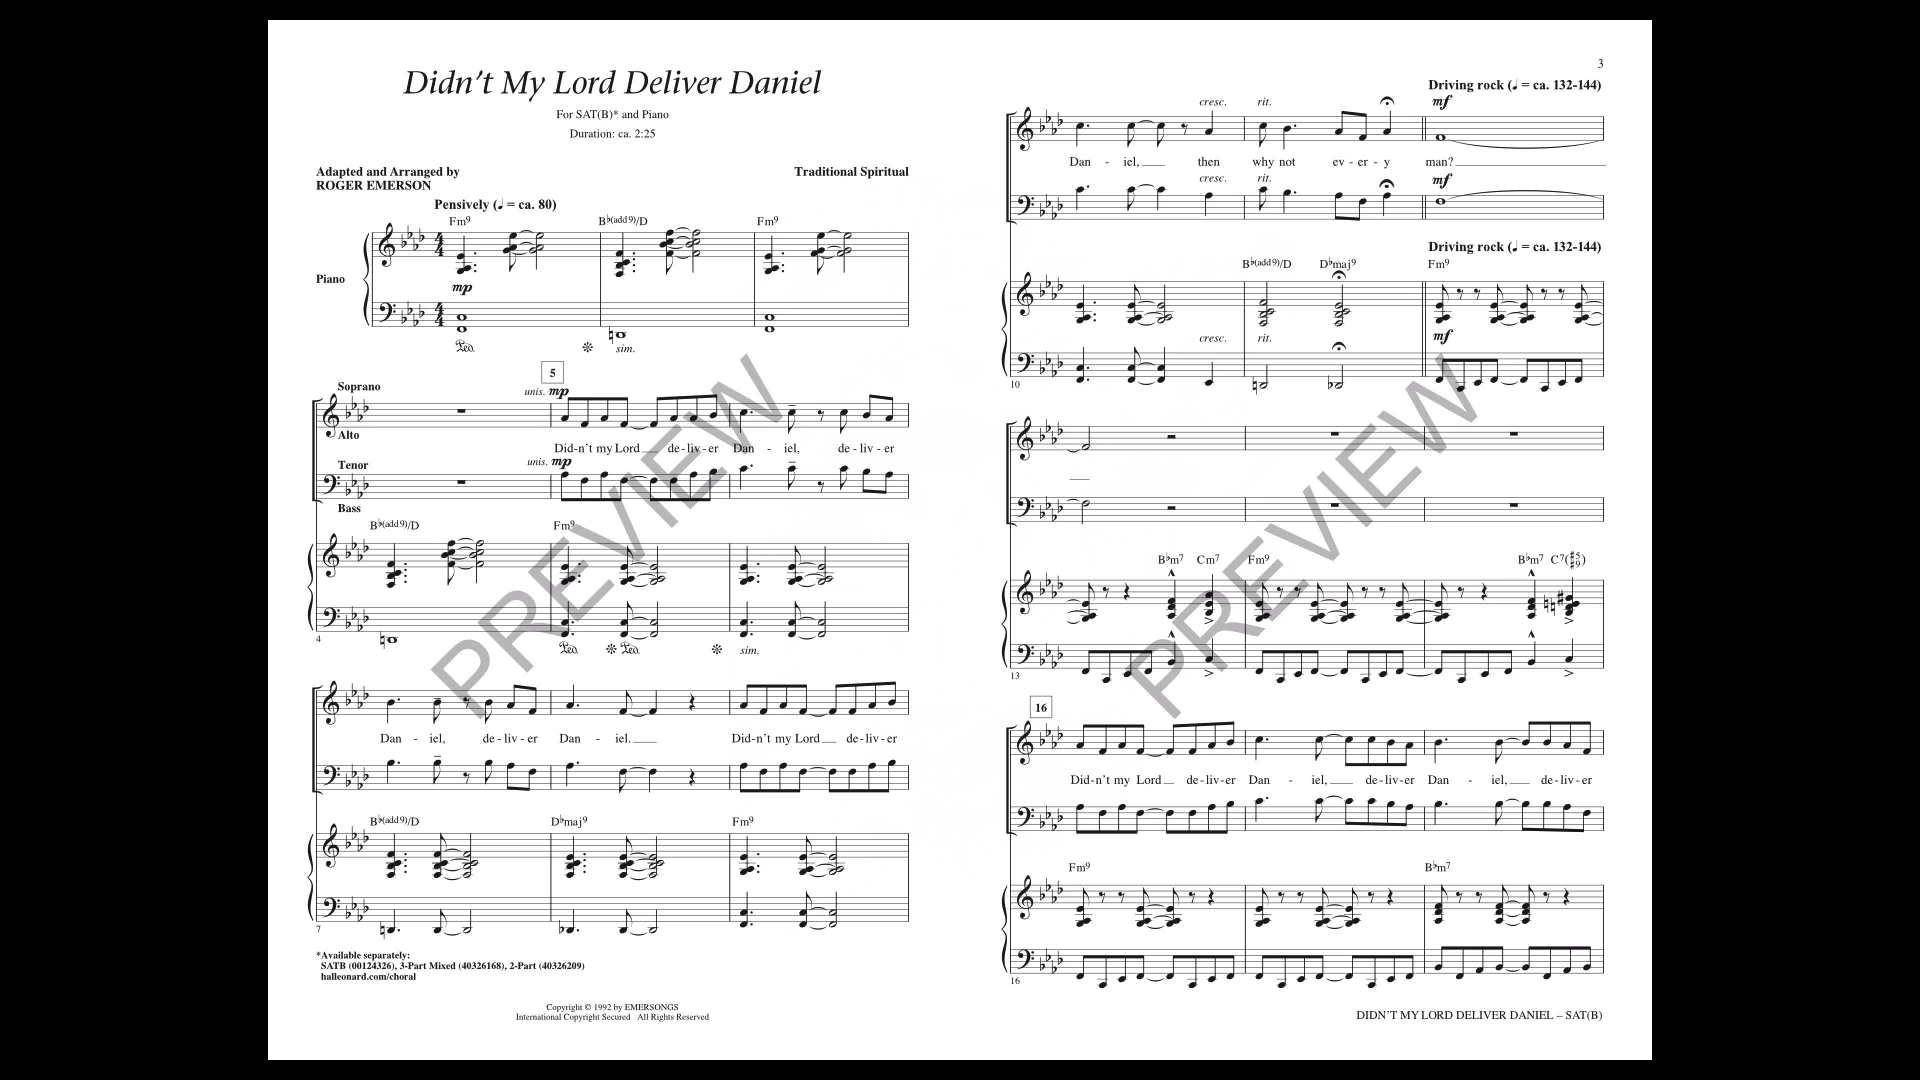 Didn't My Lord Deliver Daniel
For SAT(B)* and Piano
Duration: ca. 2:25
Adapted and Arranged by
ROGER EMERSON
Traditional Spiritual
Pensively (♩ = ca. 80)
Fm9 B♭(add9)/D Fm9
Piano
mp
Ped. sim.
5
Soprano
unis. mp
Alto
Did-n't my Lord de-liv-er Dan - iel, de-liv-er
Tenor
unis. mp
Bass
B♭(add9)/D Fm9
4
Ped. Ped. sim.
Dan - iel, de-liv-er Dan - iel. Did-n't my Lord de-liv-er
B♭(add9)/D D♭maj9 Fm9
7
*Available separately:
SATB (00124326), 3-Part Mixed (40326168), 2-Part (40326209)
halleonard.com/choral
Copyright © 1992 by EMERSONGS
International Copyright Secured All Rights Reserved
PREVIEW
3
Driving rock (♩ = ca. 132-144)
cresc. rit. mf
Dan - iel, then why not ev-er-y man?
cresc. rit. mf
Driving rock (♩ = ca. 132-144)
B♭(add9)/D D♭maj9 Fm9
cresc. rit. mf
10
B♭m7 Cm7 Fm9 B♭m7 C7(♯5♯9)
13
16
Did-n't my Lord de-liv-er Dan - iel, de-liv-er Dan - iel, de-liv-er
Fm9 B♭m7
16
DIDN'T MY LORD DELIVER DANIEL – SAT(B)
PREVIEW